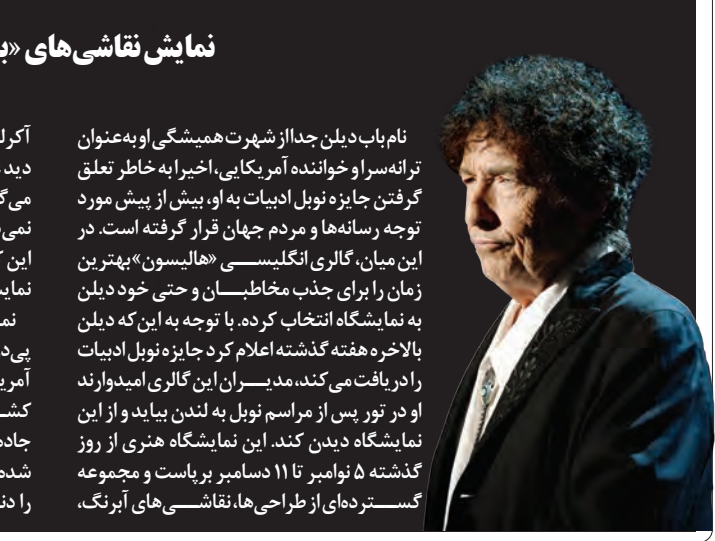 نمایش نقاشی‌های «ب
نام باب دیلن جدا از شهرت همیشگی او به‌عنوان
ترانه‌سرا و خواننده آمریکایی، اخیرا به خاطر تعلق
گرفتن جایزه نوبل ادبیات به او، بیش از پیش مورد
توجه رسانه‌ها و مردم جهان قرار گرفته است. در
این میان، گالری انگلیسی «هالیسون» بهترین
زمان را برای جذب مخاطبان و حتی خود دیلن
به نمایشگاه انتخاب کرده. با توجه به این‌که دیلن
بالاخره هفته گذشته اعلام کرد جایزه نوبل ادبیات
را دریافت می‌کند، مدیران این گالری امیدوارند
او در تور پس از مراسم نوبل به لندن بیاید و از این
نمایشگاه دیدن کند. این نمایشگاه هنری از روز
گذشته ۵ نوامبر تا ۱۱ دسامبر برپاست و مجموعه
گسترده‌ای از طراحی‌ها، نقاشی‌های آبرنگ،
آکرل
دید
می‌گ
نمی‌
این ک
نمایش
نم
پی‌د
آمری
کش
جاده
شده
را دن